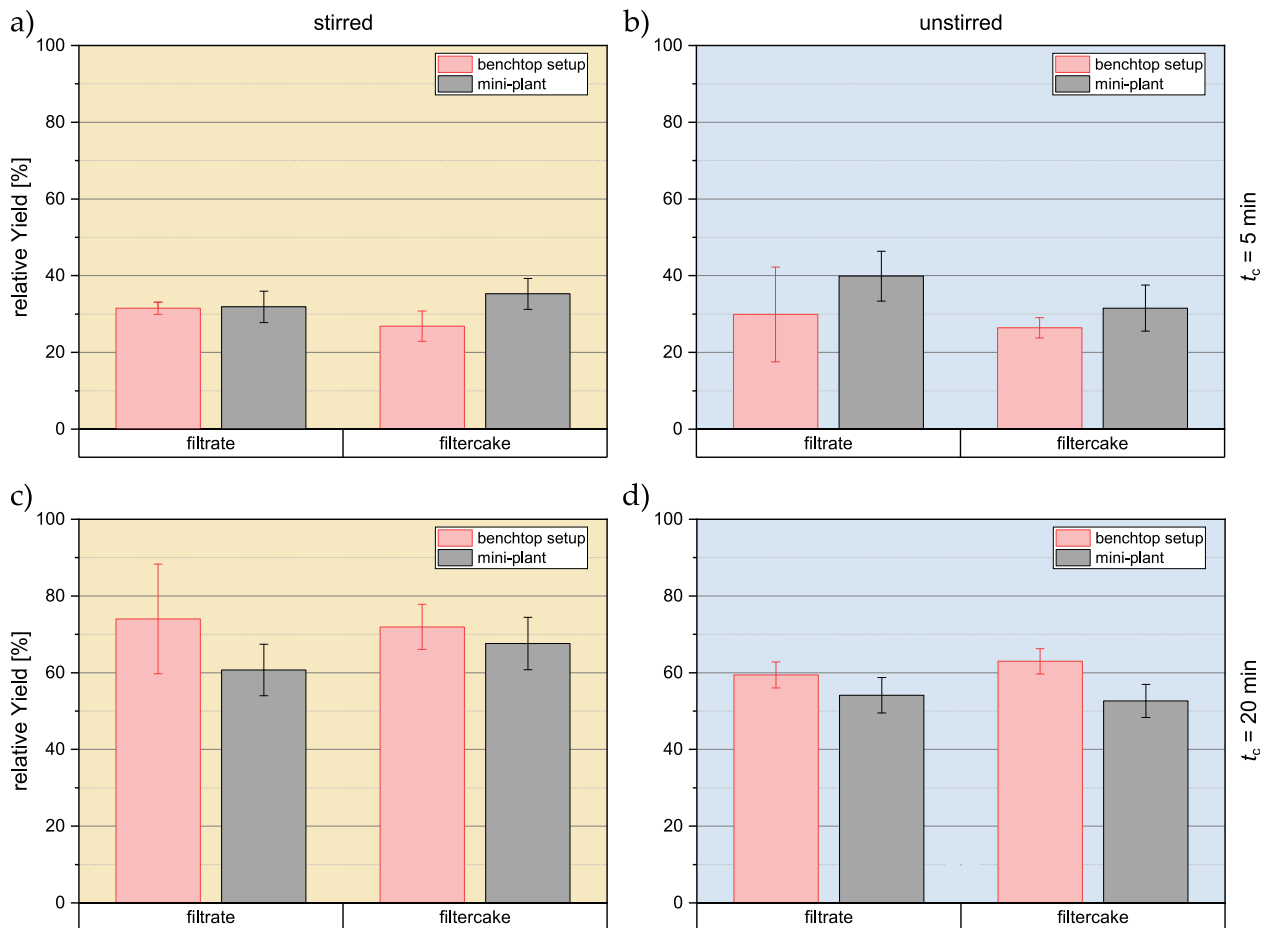 stirred
unstirred
a)
b)
100
80
60
40
20
0
relative Yield [%]
benchtop setup
mini-plant
filtrate
filtercake
benchtop setup
mini-plant
100
80
60
40
20
0
filtrate
filtercake
t_c = 5 min
c)
d)
100
80
60
40
20
0
relative Yield [%]
benchtop setup
mini-plant
filtrate
filtercake
benchtop setup
mini-plant
100
80
60
40
20
0
filtrate
filtercake
t_c = 20 min